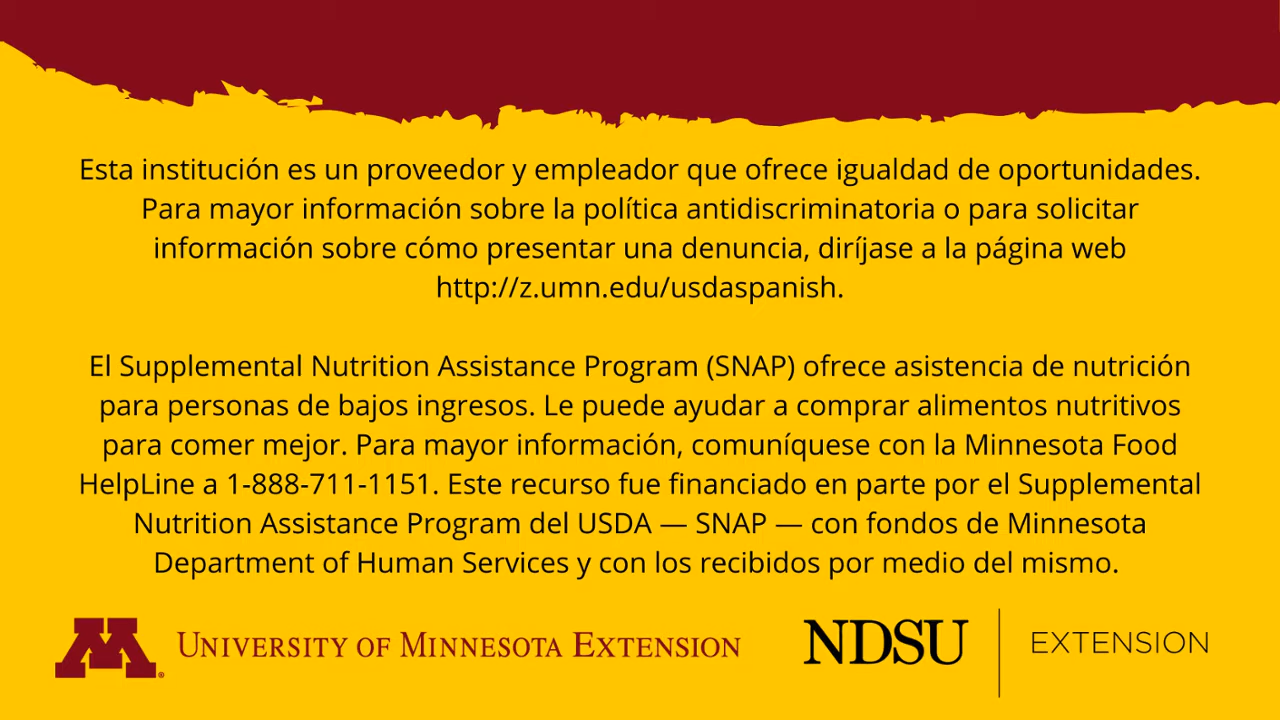 Esta institución es un proveedor y empleador que ofrece igualdad de oportunidades.
Para mayor información sobre la política antidiscriminatoria o para solicitar
información sobre cómo presentar una denuncia, diríjase a la página web
http://z.umn.edu/usdaspanish.
El Supplemental Nutrition Assistance Program (SNAP) ofrece asistencia de nutrición
para personas de bajos ingresos. Le puede ayudar a comprar alimentos nutritivos
para comer mejor. Para mayor información, comuníquese con la Minnesota Food
HelpLine a 1-888-711-1151. Este recurso fue financiado en parte por el Supplemental
Nutrition Assistance Program del USDA — SNAP — con fondos de Minnesota
Department of Human Services y con los recibidos por medio del mismo.
M® UNIVERSITY OF MINNESOTA EXTENSION
NDSU EXTENSION